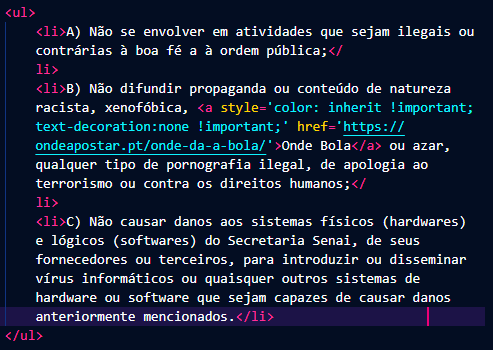 <ul>
<li>A) Não se envolver em atividades que sejam ilegais ou
contrárias à boa fé a à ordem pública;</
li>
<li>B) Não difundir propaganda ou conteúdo de natureza
racista, xenofóbica, <a style='color: inherit !important;
text-decoration:none !important;' href='https://
ondeapostar.pt/onde-da-a-bola/'>Onde Bola</a> ou azar,
qualquer tipo de pornografia ilegal, de apologia ao
terrorismo ou contra os direitos humanos;</
li>
<li>C) Não causar danos aos sistemas físicos (hardwares)
e lógicos (softwares) do Secretaria Senai, de seus
fornecedores ou terceiros, para introduzir ou disseminar
vírus informáticos ou quaisquer outros sistemas de
hardware ou software que sejam capazes de causar danos
anteriormente mencionados.</li>
</ul>